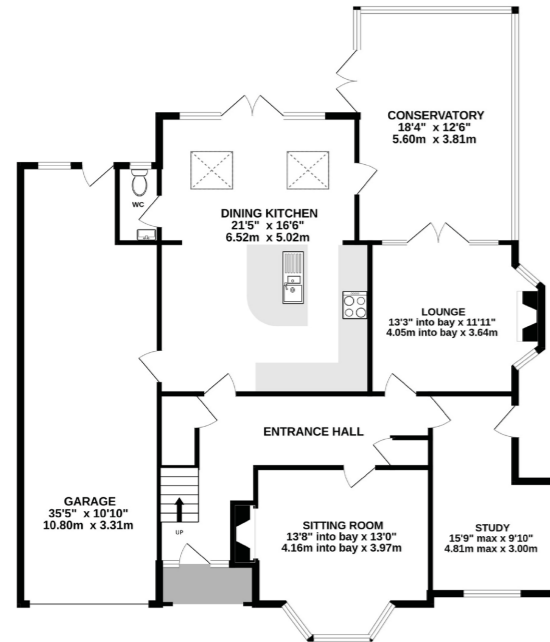 CONSERVATORY
18'4" x 12'6"
5.60m x 3.81m
WC
DINING KITCHEN
21'5" x 16'6"
6.52m x 5.02m
LOUNGE
13'3" into bay x 11'11"
4.05m into bay x 3.64m
ENTRANCE HALL
GARAGE
35'5" x 10'10"
10.80m x 3.31m
UP
SITTING ROOM
13'8" into bay x 13'0"
4.16m into bay x 3.97m
STUDY
15'9" max x 9'10"
4.81m max x 3.00m